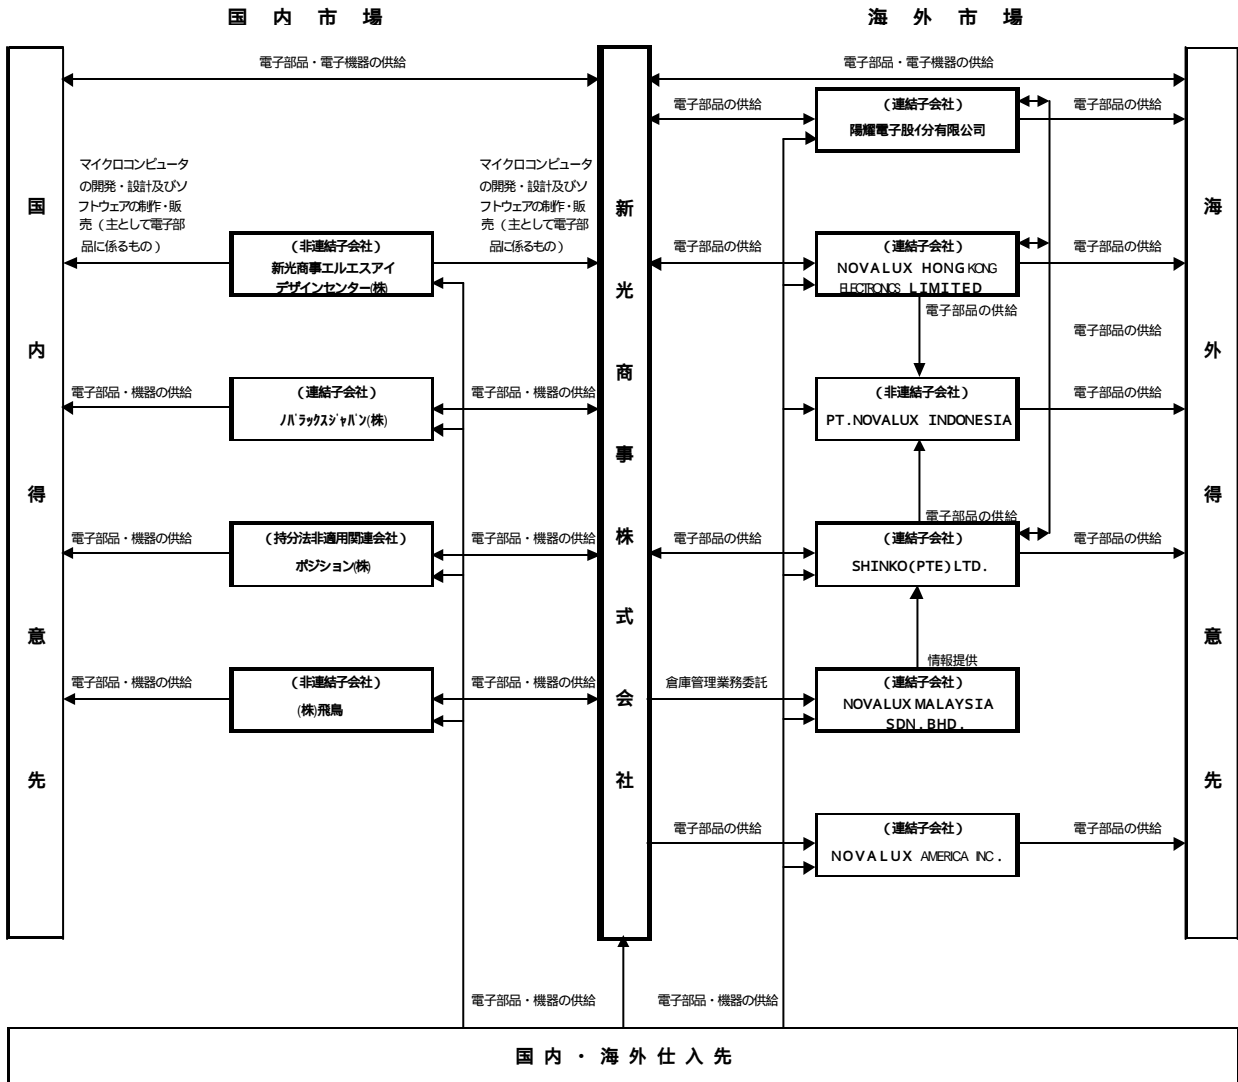 国内市場
海外市場
電子部品・電子機器の供給
電子部品・電子機器の供給
電子部品の供給
(連結子会社)
陽耀電子股イ分有限公司
電子部品の供給
マイクロコンピュータ
の開発・設計及びソ
フトウェアの制作・販
売(主として電子部
品に係るもの)
マイクロコンピュータ
の開発・設計及びソ
フトウェアの制作・販
売(主として電子部
品に係るもの)
国内得意先
新光商事株式会社
海外得意先
(非連結子会社)
新光商事エルエスアイ
デザインセンター(株)
電子部品の供給
(連結子会社)
NOVALUX HONG KONG
ELECTRONICS LIMITED
電子部品の供給
電子部品の供給
電子部品の供給
電子部品・機器の供給
(連結子会社)
ノバラックスジャパン(株)
電子部品・機器の供給
(非連結子会社)
PT.NOVALUX INDONESIA
電子部品の供給
電子部品の供給
電子部品・機器の供給
(持分法非適用関連会社)
ポジション(株)
電子部品・機器の供給
電子部品の供給
(連結子会社)
SHINKO(PTE)LTD.
電子部品の供給
情報提供
電子部品・機器の供給
(非連結子会社)
(株)飛鳥
電子部品・機器の供給
倉庫管理業務委託
(連結子会社)
NOVALUX MALAYSIA
SDN.BHD.
電子部品の供給
(連結子会社)
NOVALUX AMERICA INC.
電子部品の供給
電子部品・機器の供給
電子部品・機器の供給
国内・海外仕入先